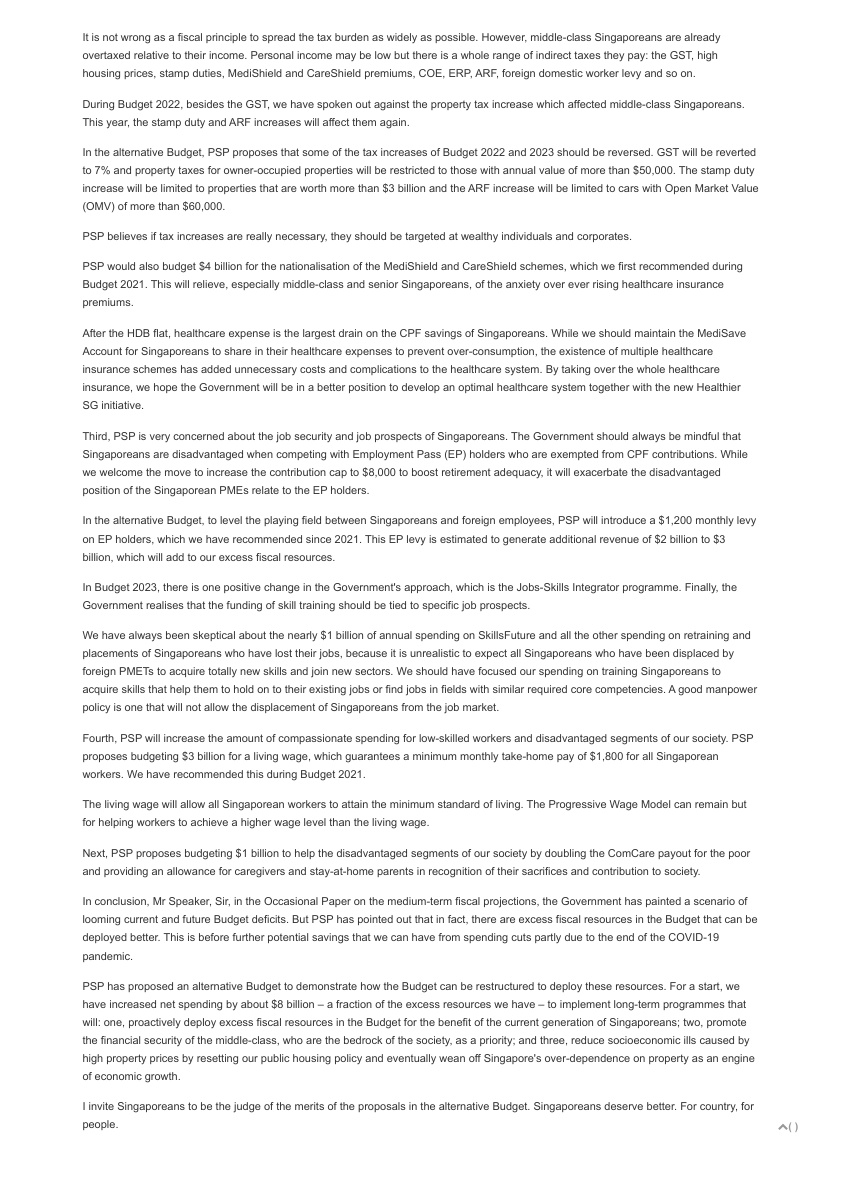 It is not wrong as a fiscal principle to spread the tax burden as widely as possible. However, middle-class Singaporeans are already
overtaxed relative to their income. Personal income may be low but there is a whole range of indirect taxes they pay: the GST, high
housing prices, stamp duties, MediShield and CareShield premiums, COE, ERP, ARF, foreign domestic worker levy and so on.
During Budget 2022, besides the GST, we have spoken out against the property tax increase which affected middle-class Singaporeans.
This year, the stamp duty and ARF increases will affect them again.
In the alternative Budget, PSP proposes that some of the tax increases of Budget 2022 and 2023 should be reversed. GST will be reverted
to 7% and property taxes for owner-occupied properties will be restricted to those with annual value of more than $50,000. The stamp duty
increase will be limited to properties that are worth more than $3 billion and the ARF increase will be limited to cars with Open Market Value
(OMV) of more than $60,000.
PSP believes if tax increases are really necessary, they should be targeted at wealthy individuals and corporates.
PSP would also budget $4 billion for the nationalisation of the MediShield and CareShield schemes, which we first recommended during
Budget 2021. This will relieve, especially middle-class and senior Singaporeans, of the anxiety over ever rising healthcare insurance
premiums.
After the HDB flat, healthcare expense is the largest drain on the CPF savings of Singaporeans. While we should maintain the MediSave
Account for Singaporeans to share in their healthcare expenses to prevent over-consumption, the existence of multiple healthcare
insurance schemes has added unnecessary costs and complications to the healthcare system. By taking over the whole healthcare
insurance, we hope the Government will be in a better position to develop an optimal healthcare system together with the new Healthier
SG initiative.
Third, PSP is very concerned about the job security and job prospects of Singaporeans. The Government should always be mindful that
Singaporeans are disadvantaged when competing with Employment Pass (EP) holders who are exempted from CPF contributions. While
we welcome the move to increase the contribution cap to $8,000 to boost retirement adequacy, it will exacerbate the disadvantaged
position of the Singaporean PMEs relate to the EP holders.
In the alternative Budget, to level the playing field between Singaporeans and foreign employees, PSP will introduce a $1,200 monthly levy
on EP holders, which we have recommended since 2021. This EP levy is estimated to generate additional revenue of $2 billion to $3
billion, which will add to our excess fiscal resources.
In Budget 2023, there is one positive change in the Government's approach, which is the Jobs-Skills Integrator programme. Finally, the
Government realises that the funding of skill training should be tied to specific job prospects.
We have always been skeptical about the nearly $1 billion of annual spending on SkillsFuture and all the other spending on retraining and
placements of Singaporeans who have lost their jobs, because it is unrealistic to expect all Singaporeans who have been displaced by
foreign PMETs to acquire totally new skills and join new sectors. We should have focused our spending on training Singaporeans to
acquire skills that help them to hold on to their existing jobs or find jobs in fields with similar required core competencies. A good manpower
policy is one that will not allow the displacement of Singaporeans from the job market.
Fourth, PSP will increase the amount of compassionate spending for low-skilled workers and disadvantaged segments of our society. PSP
proposes budgeting $3 billion for a living wage, which guarantees a minimum monthly take-home pay of $1,800 for all Singaporean
workers. We have recommended this during Budget 2021.
The living wage will allow all Singaporean workers to attain the minimum standard of living. The Progressive Wage Model can remain but
for helping workers to achieve a higher wage level than the living wage.
Next, PSP proposes budgeting $1 billion to help the disadvantaged segments of our society by doubling the ComCare payout for the poor
and providing an allowance for caregivers and stay-at-home parents in recognition of their sacrifices and contribution to society.
In conclusion, Mr Speaker, Sir, in the Occasional Paper on the medium-term fiscal projections, the Government has painted a scenario of
looming current and future Budget deficits. But PSP has pointed out that in fact, there are excess fiscal resources in the Budget that can be
deployed better. This is before further potential savings that we can have from spending cuts partly due to the end of the COVID-19
pandemic.
PSP has proposed an alternative Budget to demonstrate how the Budget can be restructured to deploy these resources. For a start, we
have increased net spending by about $8 billion – a fraction of the excess resources we have – to implement long-term programmes that
will: one, proactively deploy excess fiscal resources in the Budget for the benefit of the current generation of Singaporeans; two, promote
the financial security of the middle-class, who are the bedrock of the society, as a priority; and three, reduce socioeconomic ills caused by
high property prices by resetting our public housing policy and eventually wean off Singapore's over-dependence on property as an engine
of economic growth.
I invite Singaporeans to be the judge of the merits of the proposals in the alternative Budget. Singaporeans deserve better. For country, for
people.
( )